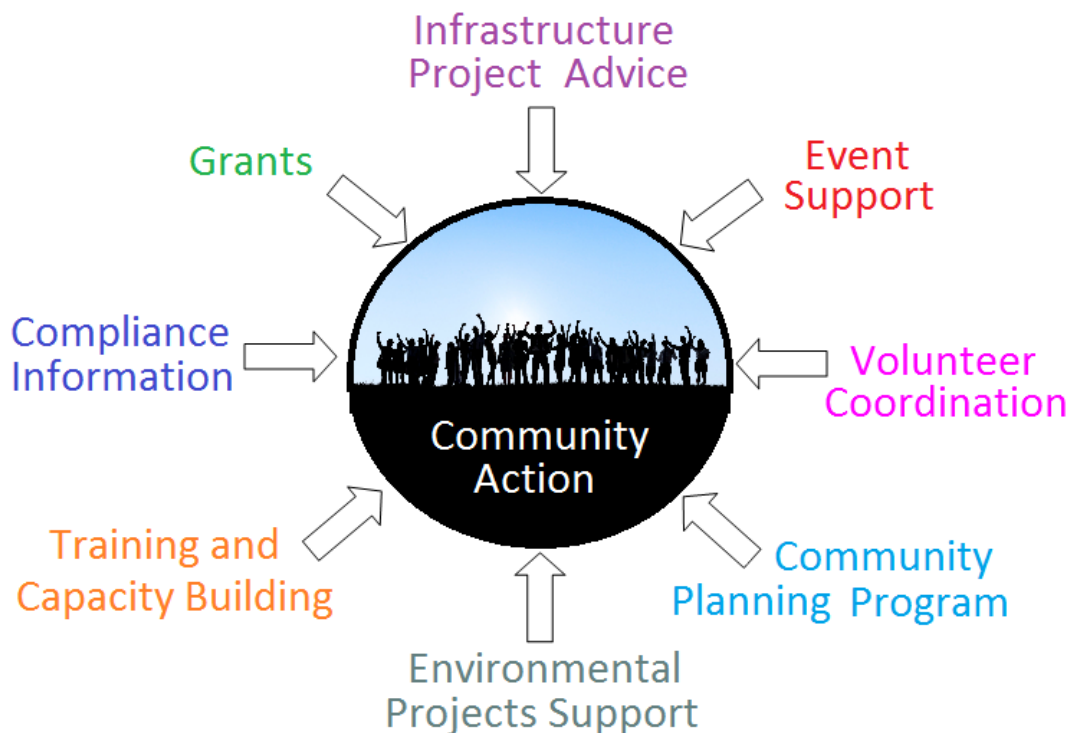 Infrastructure
Project Advice
Grants
Event
Support
Compliance
Information
Volunteer
Coordination
Community
Action
Training and
Capacity Building
Community
Planning Program
Environmental
Projects Support